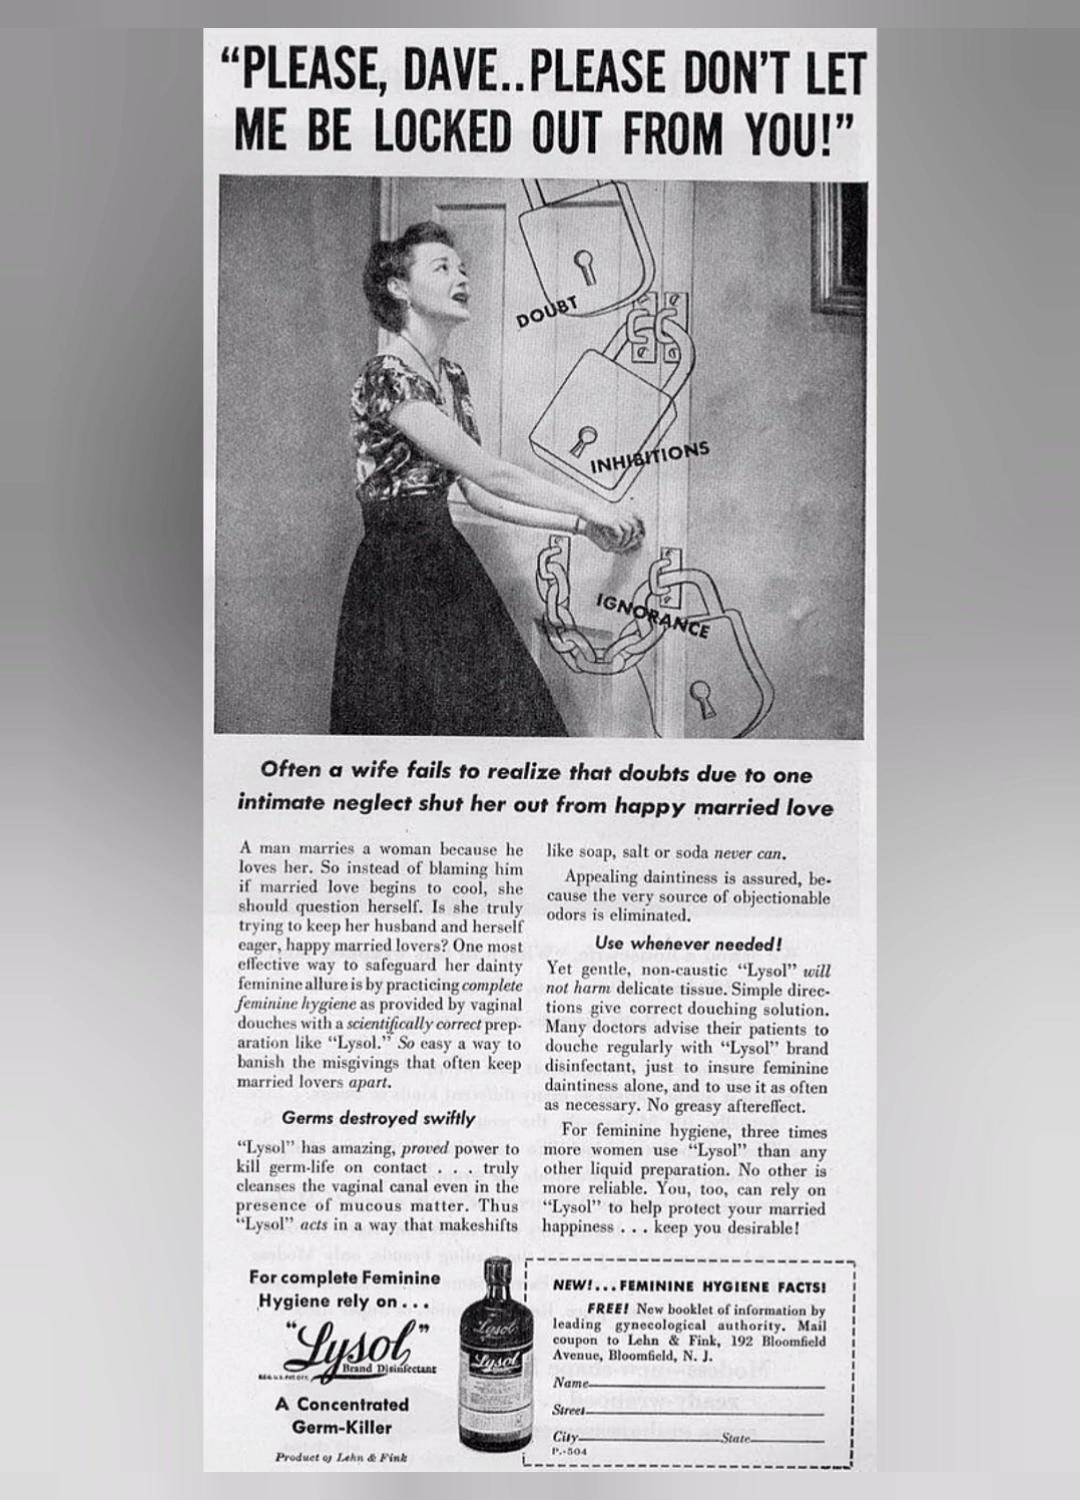 “PLEASE, DAVE..PLEASE DON'T LET
ME BE LOCKED OUT FROM YOU!”
DOUBT
INHIBITIONS
IGNORANCE
Often a wife fails to realize that doubts due to one
intimate neglect shut her out from happy married love
A man marries a woman because he
loves her. So instead of blaming him
if married love begins to cool, she
should question herself. Is she truly
trying to keep her husband and herself
eager, happy married lovers? One most
effective way to safeguard her dainty
feminine allure is by practicing complete
feminine hygiene as provided by vaginal
douches with a scientifically correct prep-
aration like “Lysol.” So easy a way to
banish the misgivings that often keep
married lovers apart.
Germs destroyed swiftly
“Lysol” has amazing, proved power to
kill germ-life on contact . . . truly
cleanses the vaginal canal even in the
presence of mucous matter. Thus
“Lysol” acts in a way that makeshifts
like soap, salt or soda never can.
Appealing daintiness is assured, be-
cause the very source of objectionable
odors is eliminated.
Use whenever needed!
Yet gentle, non-caustic “Lysol” will
not harm delicate tissue. Simple direc-
tions give correct douching solution.
Many doctors advise their patients to
douche regularly with “Lysol” brand
disinfectant, just to insure feminine
daintiness alone, and to use it as often
as necessary. No greasy aftereffect.
For feminine hygiene, three times
more women use “Lysol” than any
other liquid preparation. No other is
more reliable. You, too, can rely on
“Lysol” to help protect your married
happiness . . . keep you desirable!
For complete Feminine
Hygiene rely on . . .
“Lysol”
Brand Disinfectant
REG. U.S. PAT. OFF.
A Concentrated
Germ-Killer
Product of Lehn & Fink
Lysol
Lysol
NEW!...FEMININE HYGIENE FACTS!
FREE! New booklet of information by
leading gynecological authority. Mail
coupon to Lehn & Fink, 192 Bloomfield
Avenue, Bloomfield, N. J.
Name
Street
City State
P.-504